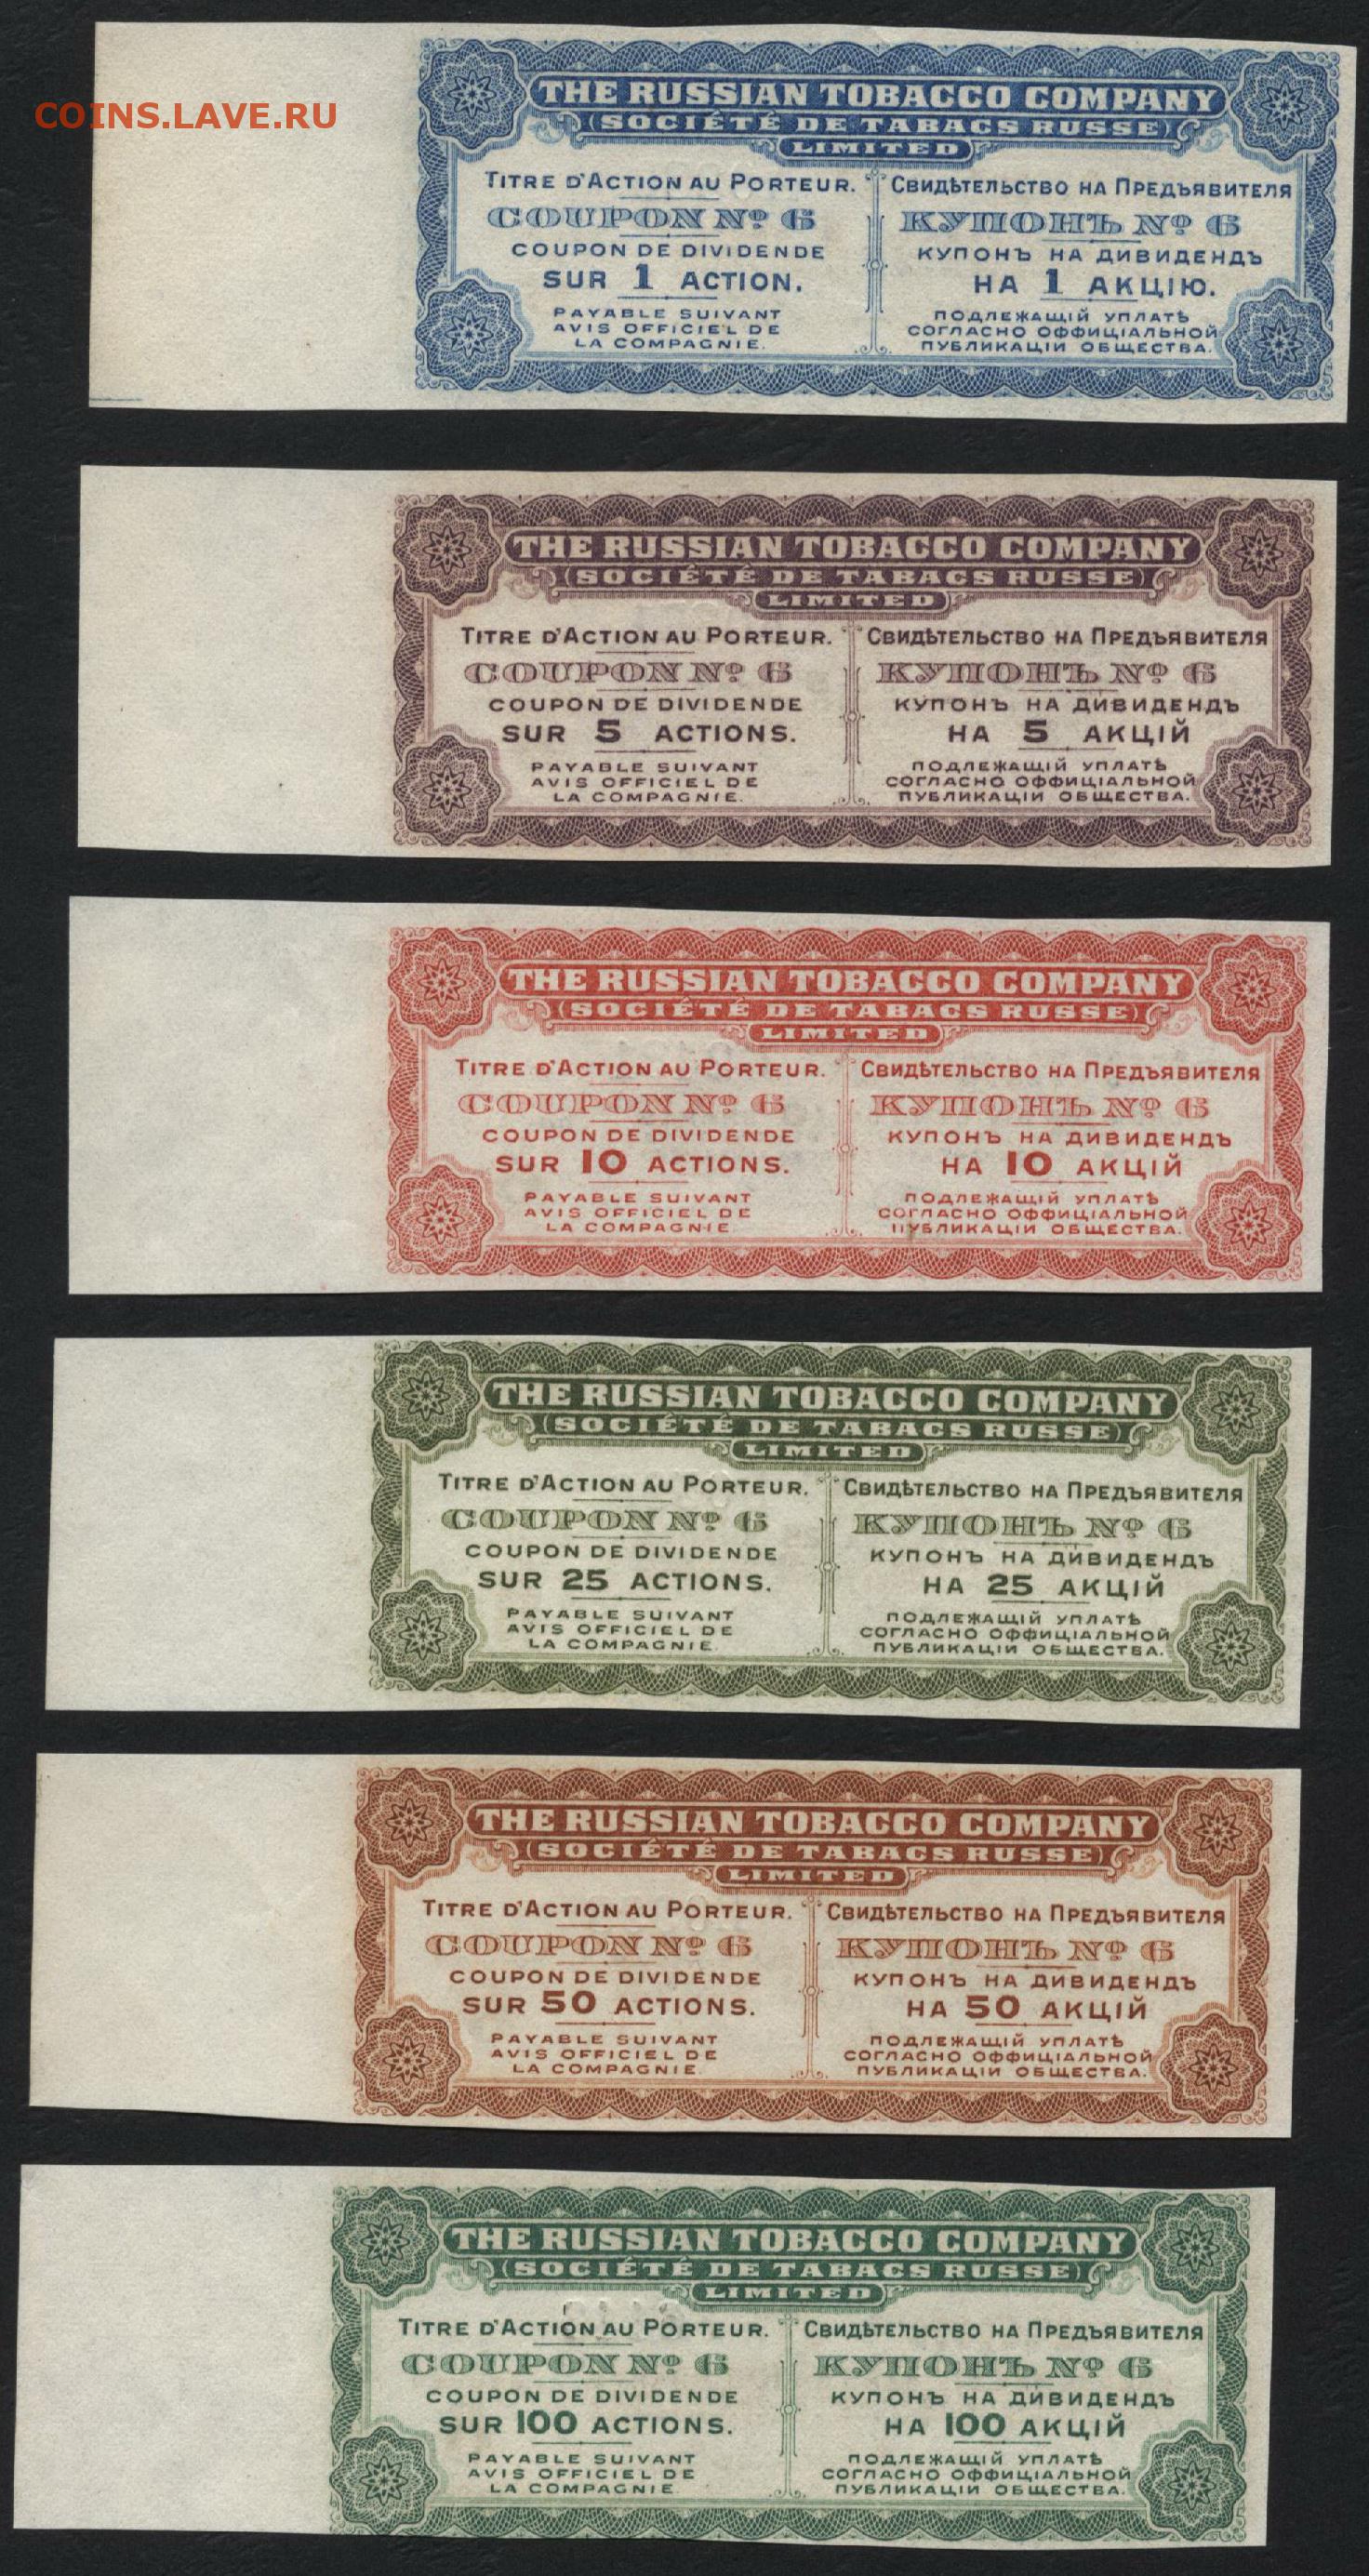 COINS.LAVE.RU
THE RUSSIAN TOBACCO COMPANY
(SOCIÉTÉ DE TABACS RUSSE)
LIMITED
TITRE D'ACTION AU PORTEUR.
COUPON Nº 6
COUPON DE DIVIDENDE
SUR 1 ACTION.
PAYABLE SUIVANT
AVIS OFFICIEL DE
LA COMPAGNIE.
СВИДѢТЕЛЬСТВО НА ПРЕДЪЯВИТЕЛЯ
КУПОНЪ Nº 6
КУПОНЪ НА ДИВИДЕНДЪ
НА 1 АКЦІЮ.
ПОДЛЕЖАЩІЙ УПЛАТѢ
СОГЛАСНО ОФФИЦІАЛЬНОЙ
ПУБЛИКАЦІИ ОБЩЕСТВА.
THE RUSSIAN TOBACCO COMPANY
(SOCIÉTÉ DE TABACS RUSSE)
LIMITED
TITRE D'ACTION AU PORTEUR.
COUPON Nº 6
COUPON DE DIVIDENDE
SUR 5 ACTIONS.
PAYABLE SUIVANT
AVIS OFFICIEL DE
LA COMPAGNIE.
СВИДѢТЕЛЬСТВО НА ПРЕДЪЯВИТЕЛЯ
КУПОНЪ Nº 6
КУПОНЪ НА ДИВИДЕНДЪ
НА 5 АКЦІЙ
ПОДЛЕЖАЩІЙ УПЛАТѢ
СОГЛАСНО ОФФИЦІАЛЬНОЙ
ПУБЛИКАЦІИ ОБЩЕСТВА.
THE RUSSIAN TOBACCO COMPANY
(SOCIÉTÉ DE TABACS RUSSE)
LIMITED
TITRE D'ACTION AU PORTEUR.
COUPON Nº 6
COUPON DE DIVIDENDE
SUR 10 ACTIONS.
PAYABLE SUIVANT
AVIS OFFICIEL DE
LA COMPAGNIE
СВИДѢТЕЛЬСТВО НА ПРЕДЪЯВИТЕЛЯ
КУПОНЪ Nº 6
КУПОНЪ НА ДИВИДЕНДЪ
НА 10 АКЦІЙ
ПОДЛЕЖАЩІЙ УПЛАТѢ
СОГЛАСНО ОФФИЦІАЛЬНОЙ
ПУБЛИКАЦІИ ОБЩЕСТВА.
THE RUSSIAN TOBACCO COMPANY
(SOCIÉTÉ DE TABACS RUSSE)
LIMITED
TITRE D'ACTION AU PORTEUR.
COUPON Nº 6
COUPON DE DIVIDENDE
SUR 25 ACTIONS.
PAYABLE SUIVANT
AVIS OFFICIEL DE
LA COMPAGNIE.
СВИДѢТЕЛЬСТВО НА ПРЕДЪЯВИТЕЛЯ
КУПОНЪ Nº 6
КУПОНЪ НА ДИВИДЕНДЪ
НА 25 АКЦІЙ
ПОДЛЕЖАЩІЙ УПЛАТѢ
СОГЛАСНО ОФФИЦІАЛЬНОЙ
ПУБЛИКАЦІИ ОБЩЕСТВА.
THE RUSSIAN TOBACCO COMPANY
(SOCIÉTÉ DE TABACS RUSSE)
LIMITED
TITRE D'ACTION AU PORTEUR.
COUPON Nº 6
COUPON DE DIVIDENDE
SUR 50 ACTIONS.
PAYABLE SUIVANT
AVIS OFFICIEL DE
LA COMPAGNIE.
СВИДѢТЕЛЬСТВО НА ПРЕДЪЯВИТЕЛЯ
КУПОНЪ Nº 6
КУПОНЪ НА ДИВИДЕНДЪ
НА 50 АКЦІЙ
ПОДЛЕЖАЩІЙ УПЛАТѢ
СОГЛАСНО ОФФИЦІАЛЬНОЙ
ПУБЛИКАЦІИ ОБЩЕСТВА.
THE RUSSIAN TOBACCO COMPANY
(SOCIÉTÉ DE TABACS RUSSE)
LIMITED
TITRE D'ACTION AU PORTEUR.
COUPON Nº 6
COUPON DE DIVIDENDE
SUR 100 ACTIONS.
PAYABLE SUIVANT
AVIS OFFICIEL DE
LA COMPAGNIE.
СВИДѢТЕЛЬСТВО НА ПРЕДЪЯВИТЕЛЯ
КУПОНЪ Nº 6
КУПОНЪ НА ДИВИДЕНДЪ
НА 100 АКЦІЙ
ПОДЛЕЖАЩІЙ УПЛАТѢ
СОГЛАСНО ОФФИЦІАЛЬНОЙ
ПУБЛИКАЦІИ ОБЩЕСТВА.